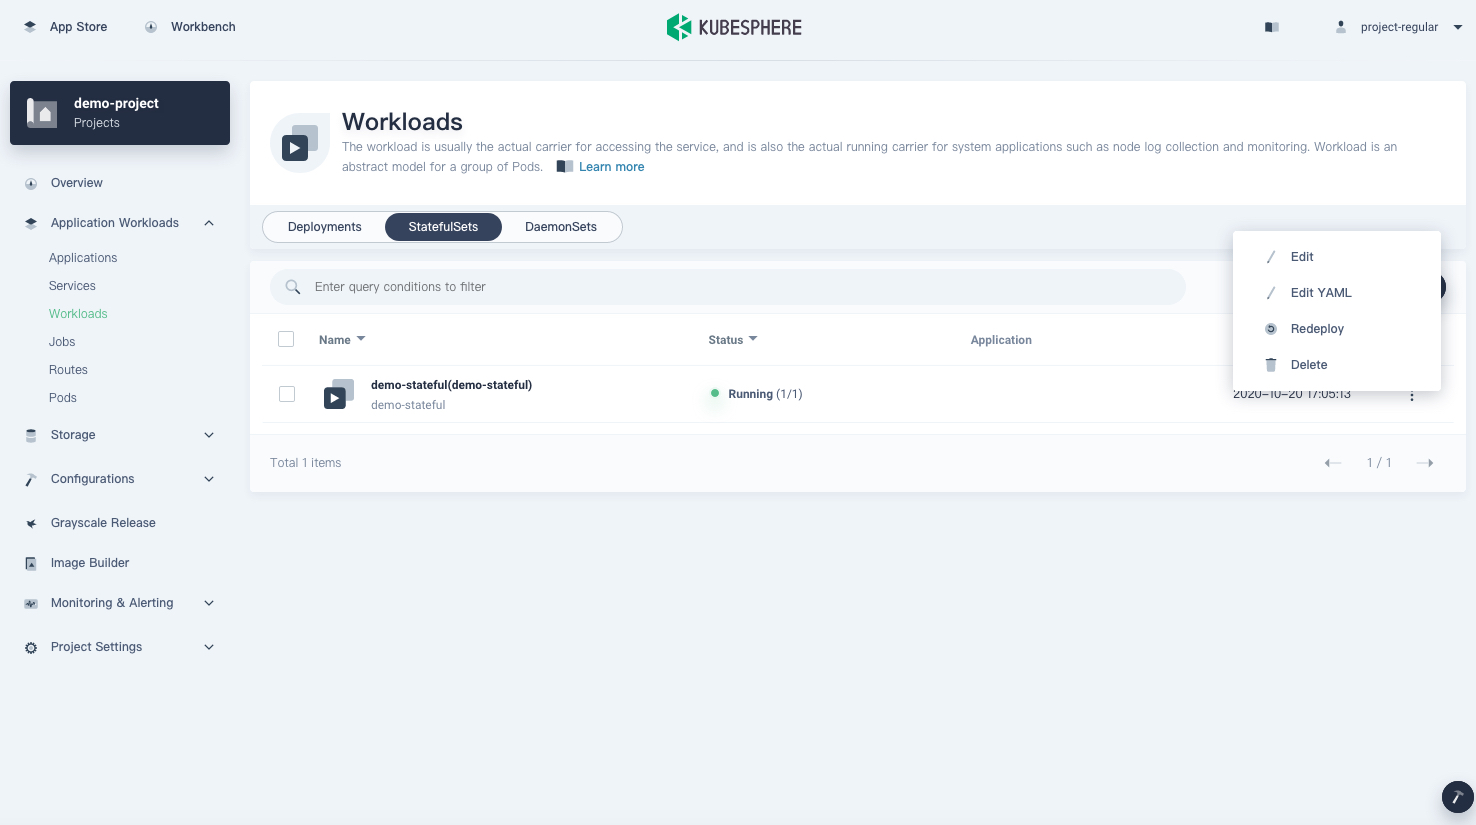 App Store
Workbench
KUBESPHERE
project-regular
demo-project
Projects
Overview
Application Workloads
Applications
Services
Workloads
Jobs
Routes
Pods
Storage
Configurations
Grayscale Release
Image Builder
Monitoring & Alerting
Project Settings
Workloads
The workload is usually the actual carrier for accessing the service, and is also the actual running carrier for system applications such as node log collection and monitoring. Workload is an
abstract model for a group of Pods. Learn more
Deployments
StatefulSets
DaemonSets
Enter query conditions to filter
Name
Status
Application
demo-stateful(demo-stateful)
demo-stateful
Running (1/1)
2020-10-20 17:05:13
Total 1 items
1 / 1
Edit
Edit YAML
Redeploy
Delete